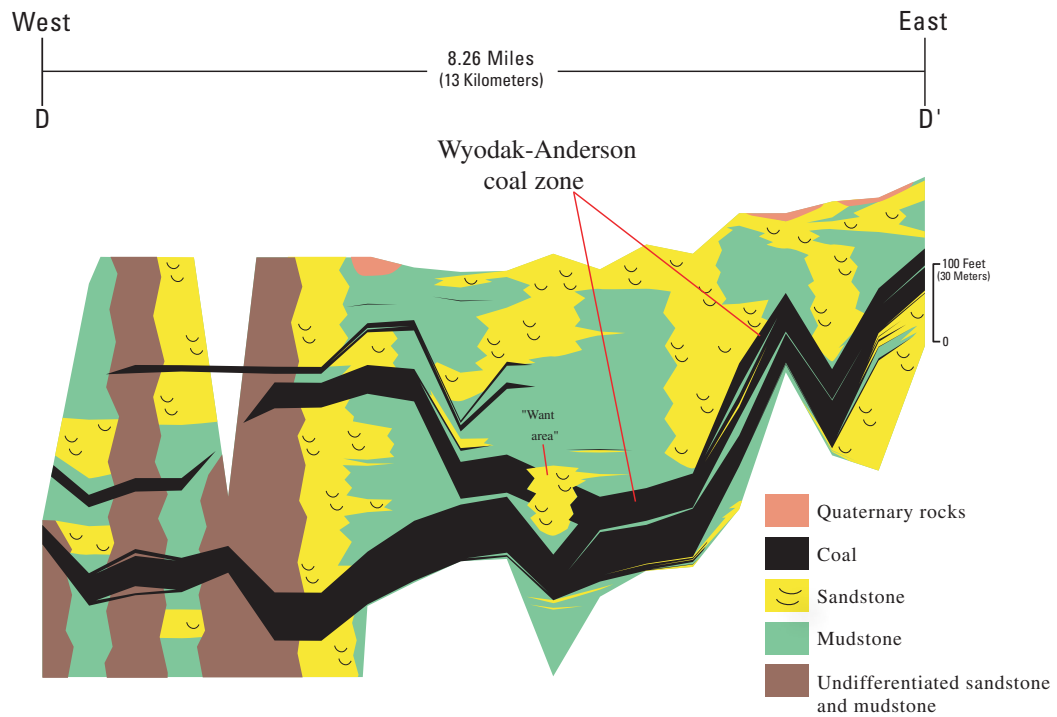 West
East
8.26 Miles
(13 Kilometers)
D
D'
Wyodak-Anderson
coal zone
100 Feet
(30 Meters)
0
"Want
area"
Quaternary rocks
Coal
Sandstone
Mudstone
Undifferentiated sandstone
and mudstone